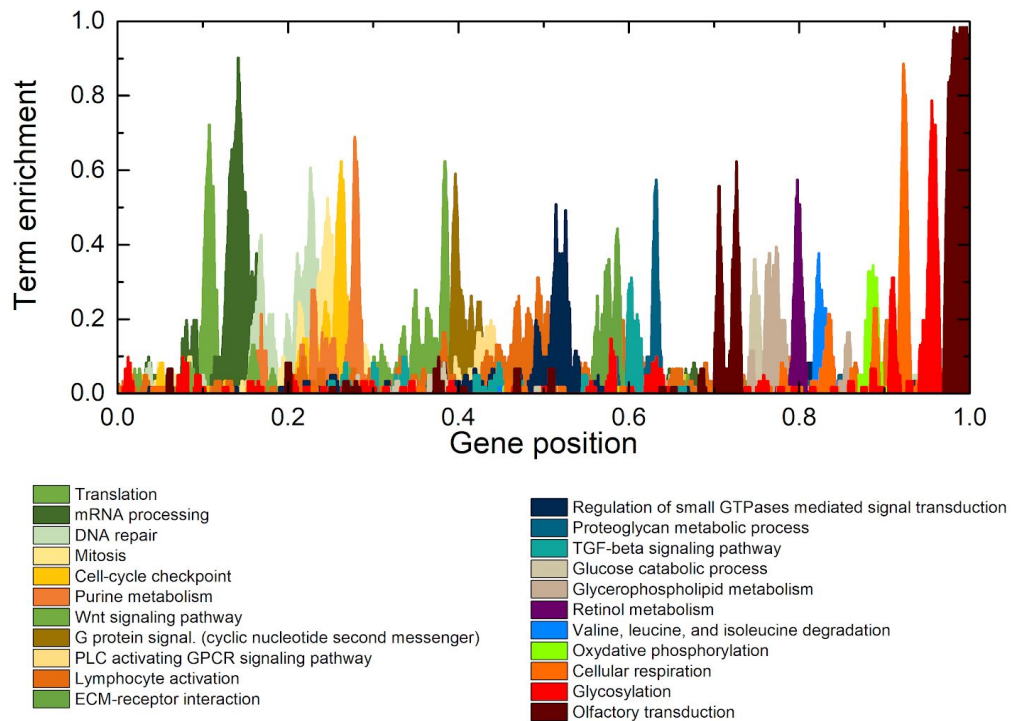 1.0
0.8
0.6
0.4
0.2
0.0
Term enrichment
0.0 0.2 0.4 0.6 0.8 1.0
Gene position
Translation
mRNA processing
DNA repair
Mitosis
Cell-cycle checkpoint
Purine metabolism
Wnt signaling pathway
G protein signal. (cyclic nucleotide second messenger)
PLC activating GPCR signaling pathway
Lymphocyte activation
ECM-receptor interaction
Regulation of small GTPases mediated signal transduction
Proteoglycan metabolic process
TGF-beta signaling pathway
Glucose catabolic process
Glycerophospholipid metabolism
Retinol metabolism
Valine, leucine, and isoleucine degradation
Oxydative phosphorylation
Cellular respiration
Glycosylation
Olfactory transduction